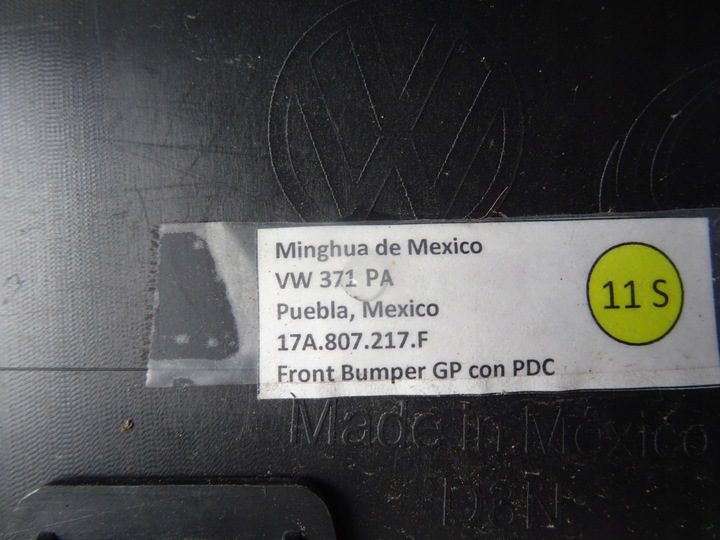 Minghua de Mexico
VW 371 PA
Puebla, Mexico
17A.807.217.F
Front Bumper GP con PDC
11 S
Made in Mexico
D8N